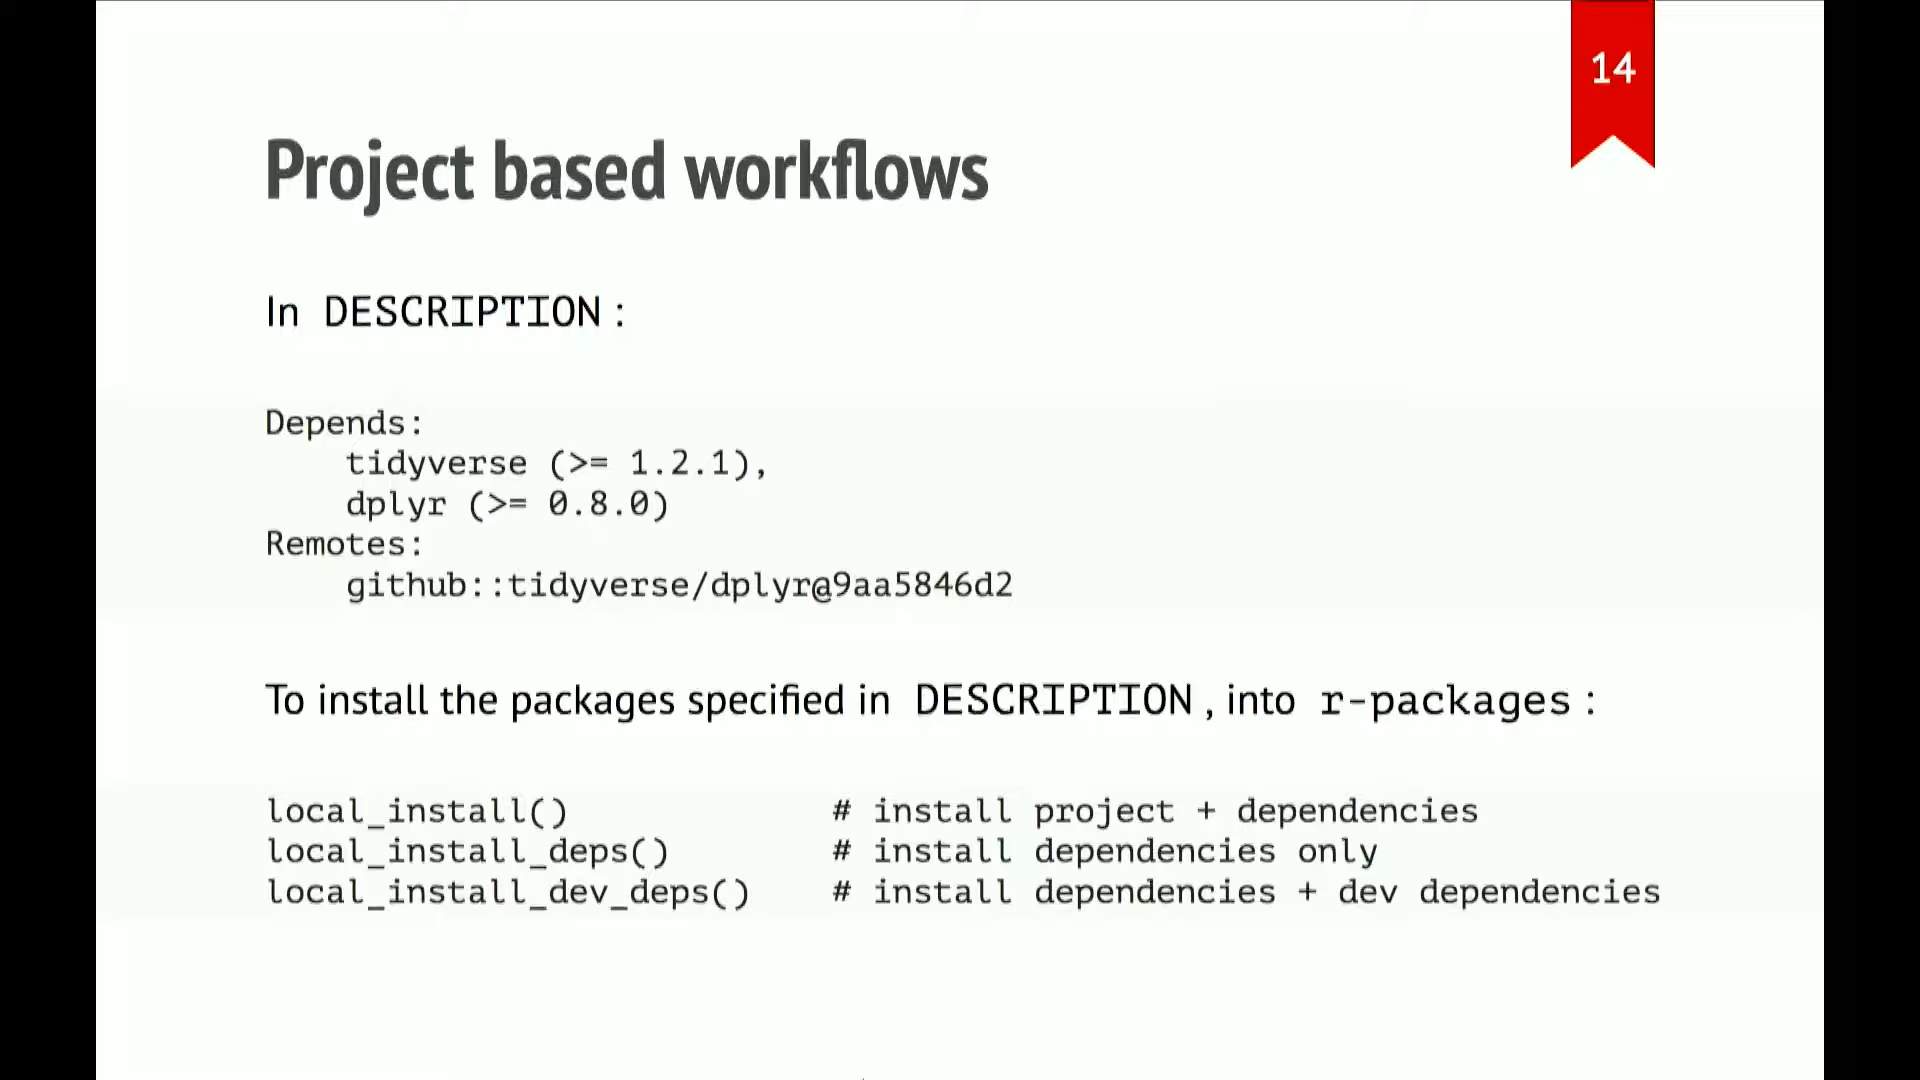 14
Project based workflows
In DESCRIPTION :
Depends:
    tidyverse (>= 1.2.1),
    dplyr (>= 0.8.0)
Remotes:
    github::tidyverse/dplyr@9aa5846d2
To install the packages specified in DESCRIPTION , into r-packages :
local_install()             # install project + dependencies
local_install_deps()        # install dependencies only
local_install_dev_deps()    # install dependencies + dev dependencies